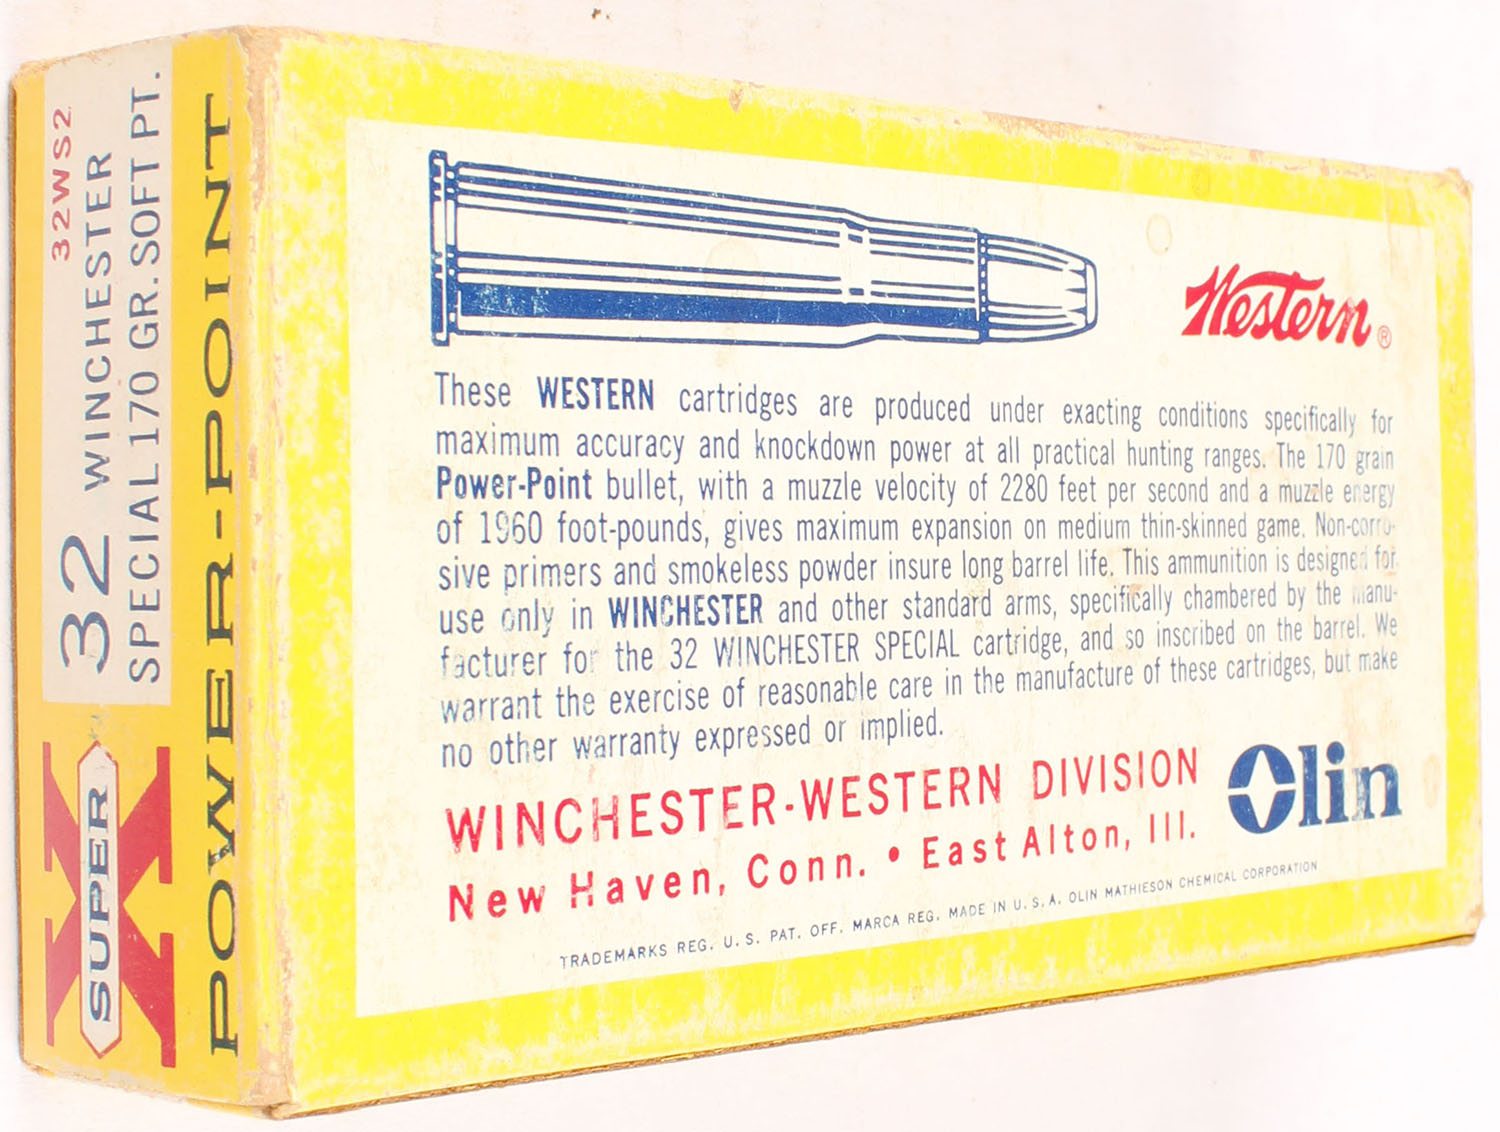 32WS2
32 WINCHESTER
SPECIAL 170 GR. SOFT PT.
SUPER
X
POWER-POINT
Western®
These WESTERN cartridges are produced under exacting conditions specifically for
maximum accuracy and knockdown power at all practical hunting ranges. The 170 grain
Power-Point bullet, with a muzzle velocity of 2280 feet per second and a muzzle energy
of 1960 foot-pounds, gives maximum expansion on medium thin-skinned game. Non-corro-
sive primers and smokeless powder insure long barrel life. This ammunition is designed for
use only in WINCHESTER and other standard arms, specifically chambered by the manu-
facturer for the 32 WINCHESTER SPECIAL cartridge, and so inscribed on the barrel. We
warrant the exercise of reasonable care in the manufacture of these cartridges, but make
no other warranty expressed or implied.
WINCHESTER-WESTERN DIVISION
New Haven, Conn. • East Alton, Ill.
Olin
TRADEMARKS REG. U. S. PAT. OFF. MARCA REG. MADE IN U. S. A. OLIN MATHIESON CHEMICAL CORPORATION